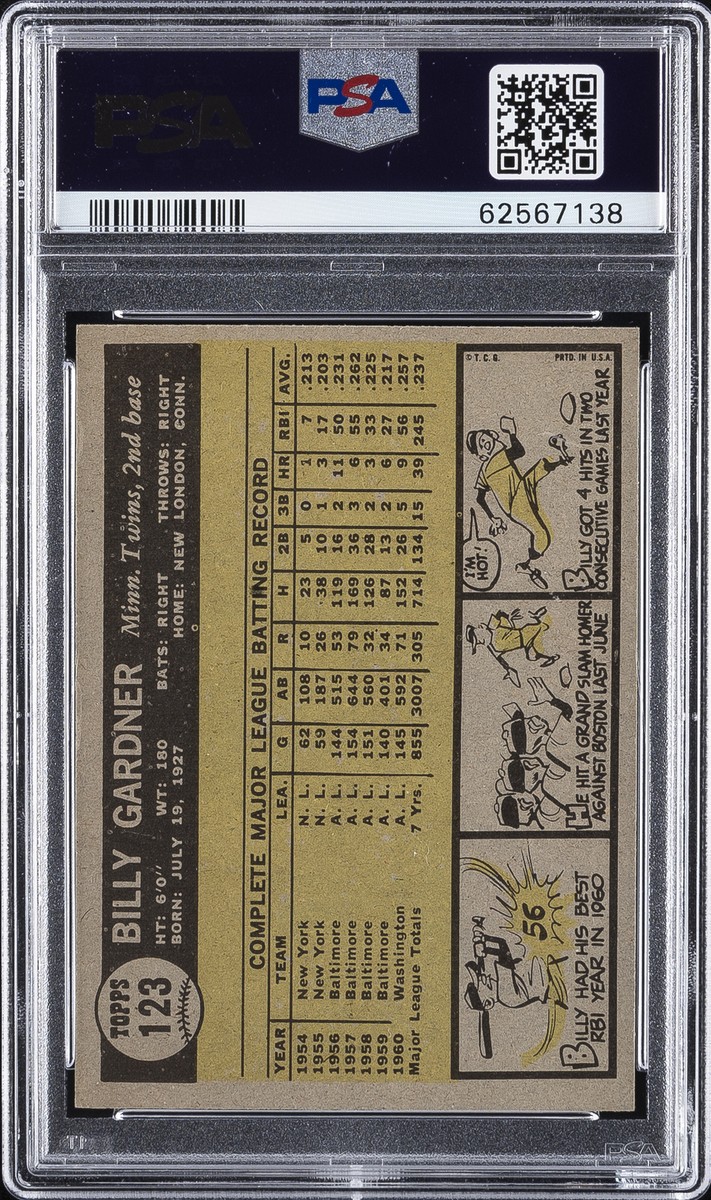 PSA
PSA
62567138
TOPPS
123
BILLY GARDNER Minn. Twins, 2nd base
HT: 6'0" WT: 180 BATS: RIGHT THROWS: RIGHT
BORN: JULY 19, 1927 HOME: NEW LONDON, CONN.
COMPLETE MAJOR LEAGUE BATTING RECORD
YEAR TEAM LEA. G AB R H 2B 3B HR RBI AVG.
1954 New York N. L. 62 108 10 23 5 0 1 7 .213
1955 New York N. L. 59 187 26 38 10 1 3 17 .203
1956 Baltimore A. L. 144 515 53 119 16 2 11 50 .231
1957 Baltimore A. L. 154 644 79 169 36 3 6 55 .262
1958 Baltimore A. L. 151 560 32 126 28 2 3 33 .225
1959 Baltimore A. L. 140 401 34 87 13 2 6 27 .217
1960 Washington A. L. 145 592 71 152 26 5 9 56 .257
Major League Totals 7 Yrs. 855 3007 305 714 134 15 39 245 .237
56
BILLY HAD HIS BEST
RBI YEAR IN 1960
HE HIT A GRAND SLAM HOMER
AGAINST BOSTON LAST JUNE
© T. C. G. PRTD. IN U.S.A.
I'M
HOT!
BILLY GOT 4 HITS IN TWO
CONSECUTIVE GAMES LAST YEAR
PSA